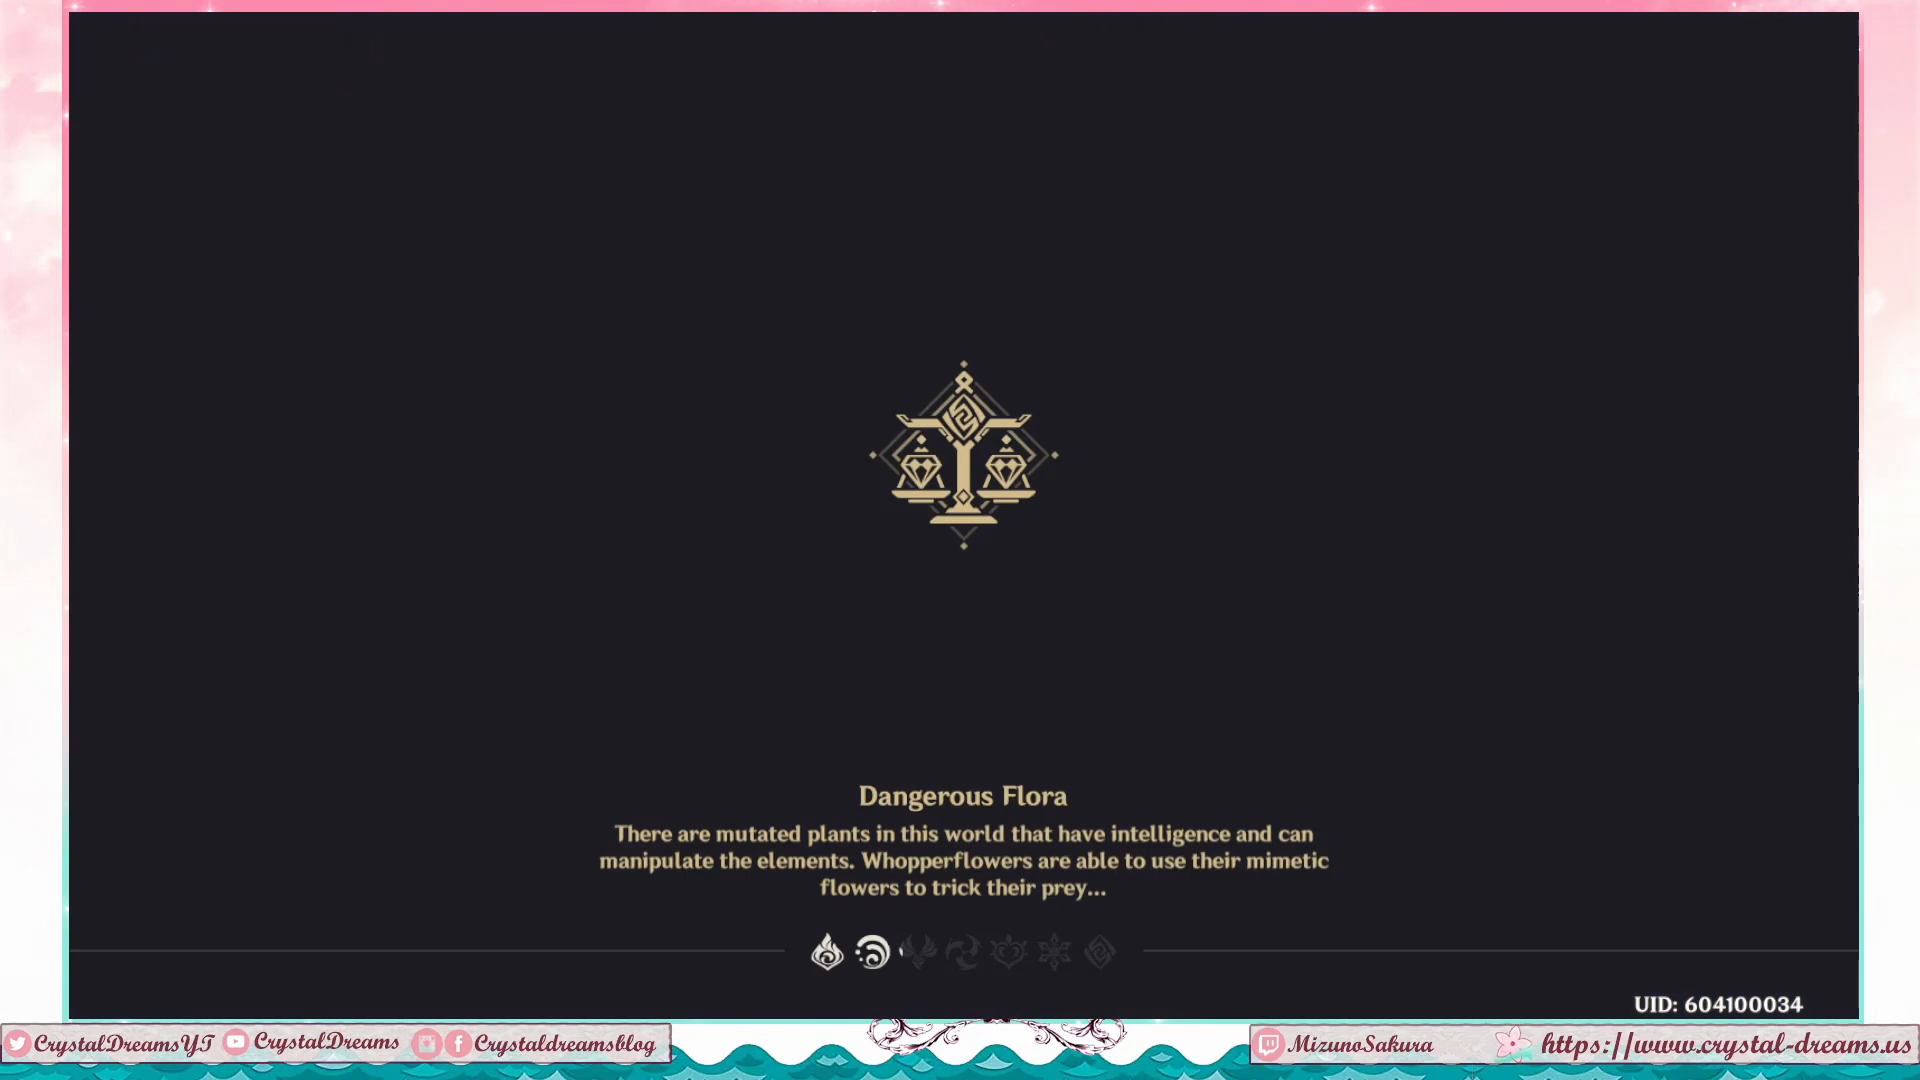 Dangerous Flora
There are mutated plants in this world that have intelligence and can
manipulate the elements. Whopperflowers are able to use their mimetic
flowers to trick their prey...
UID: 604100034
CrystalDreamsYT CrystalDreams Crystaldreamsblog MizunoSakura https://www.crystal-dreams.us